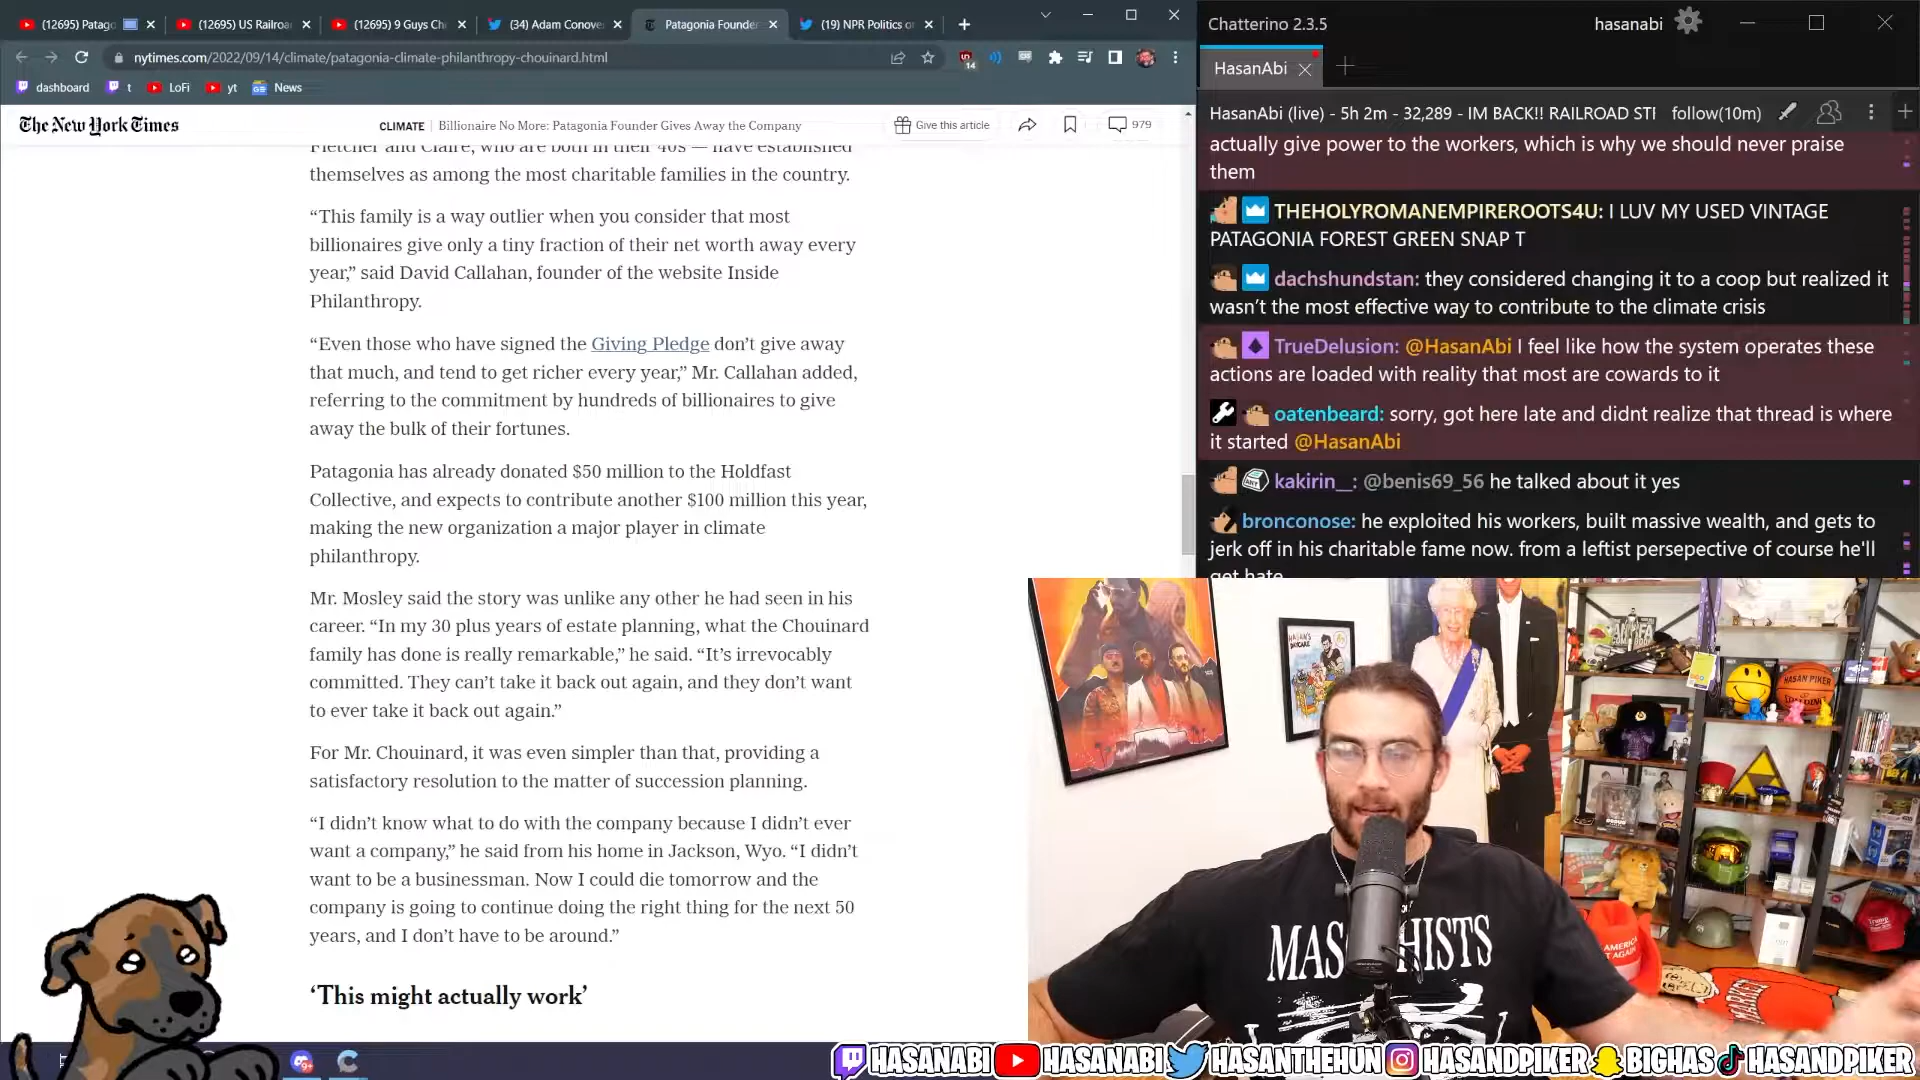 (12695) Patago
(12695) US Railroa
(12695) 9 Guys Ch
(34) Adam Conove
Patagonia Founde
(19) NPR Politics o
nytimes.com/2022/09/14/climate/patagonia-climate-philanthropy-chouinard.html
14
dashboard
t
LoFi
yt
News
The New York Times
CLIMATE | Billionaire No More: Patagonia Founder Gives Away the Company
Give this article
979
Fletcher and Claire, who are both in their 40s — have established
themselves as among the most charitable families in the country.
“This family is a way outlier when you consider that most
billionaires give only a tiny fraction of their net worth away every
year,” said David Callahan, founder of the website Inside
Philanthropy.
“Even those who have signed the Giving Pledge don’t give away
that much, and tend to get richer every year,” Mr. Callahan added,
referring to the commitment by hundreds of billionaires to give
away the bulk of their fortunes.
Patagonia has already donated $50 million to the Holdfast
Collective, and expects to contribute another $100 million this year,
making the new organization a major player in climate
philanthropy.
Mr. Mosley said the story was unlike any other he had seen in his
career. “In my 30 plus years of estate planning, what the Chouinard
family has done is really remarkable,” he said. “It’s irrevocably
committed. They can’t take it back out again, and they don’t want
to ever take it back out again.”
For Mr. Chouinard, it was even simpler than that, providing a
satisfactory resolution to the matter of succession planning.
“I didn’t know what to do with the company because I didn’t ever
want a company,” he said from his home in Jackson, Wyo. “I didn’t
want to be a businessman. Now I could die tomorrow and the
company is going to continue doing the right thing for the next 50
years, and I don’t have to be around.”
‘This might actually work’
Chatterino 2.3.5
hasanabi
HasanAbi
HasanAbi (live) - 5h 2m - 32,289 - IM BACK!! RAILROAD STI
follow(10m)
actually give power to the workers, which is why we should never praise
them
THEHOLYROMANEMPIREROOTS4U: I LUV MY USED VINTAGE
PATAGONIA FOREST GREEN SNAP T
dachshundstan: they considered changing it to a coop but realized it
wasn’t the most effective way to contribute to the climate crisis
TrueDelusion: @HasanAbi I feel like how the system operates these
actions are loaded with reality that most are cowards to it
oatenbeard: sorry, got here late and didnt realize that thread is where
it started @HasanAbi
kakirin__: @benis69_56 he talked about it yes
bronconose: he exploited his workers, built massive wealth, and gets to
jerk off in his charitable fame now. from a leftist persepective of course he'll
get hate
HASAN PIKER
SPALDING
HASANABI
HASANABI
HASANTHEHUN
HASANDPIKER
BIGHAS
HASANDPIKER